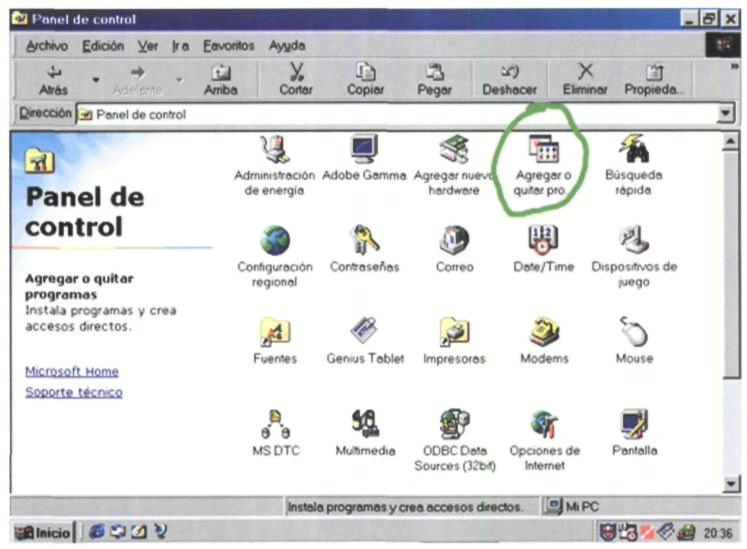 Panel de control
Archivo Edición Ver Ir a Favoritos Ayuda
Atrás Adelante Arriba Cortar Copiar Pegar Deshacer Eliminar Propieda... »
Dirección Panel de control
Panel de
control
Agregar o quitar
programas
Instala programas y crea
accesos directos.
Microsoft Home
Soporte técnico
Administración
de energía
Adobe Gamma
Agregar nuevo
hardware
Agregar o
quitar pro...
Búsqueda
rápida
Configuración
regional
Contraseñas
Correo
Date/Time
Dispositivos de
juego
Fuentes
Genius Tablet
Impresoras
Modems
Mouse
MS DTC
Multimedia
ODBC Data
Sources (32bit)
Opciones de
Internet
Pantalla
Instala programas y crea accesos directos. Mi PC
Inicio 20:36